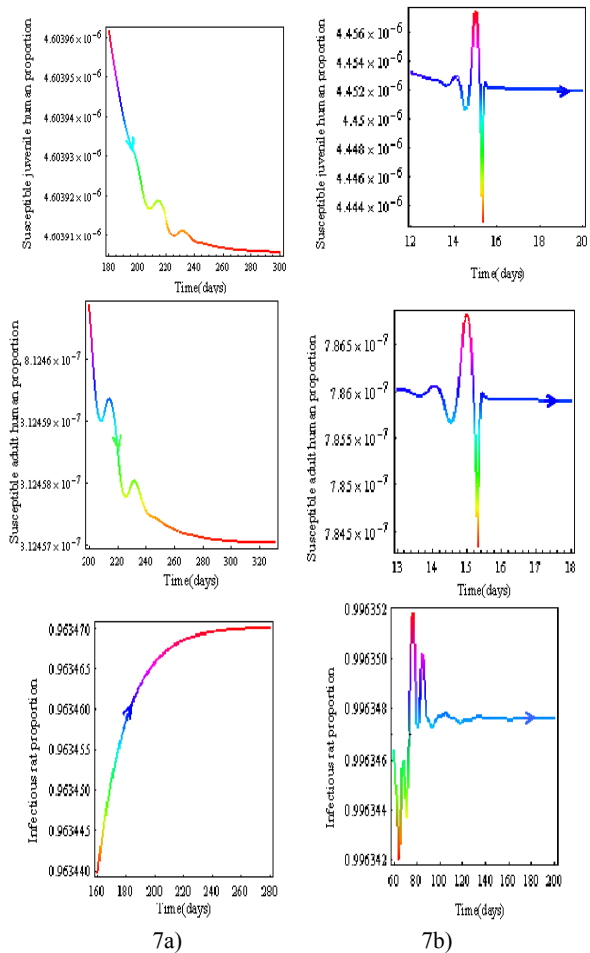 Susceptible juvenile human proportion
4.60396 × 10⁻⁶
4.60395 × 10⁻⁶
4.60394 × 10⁻⁶
4.60393 × 10⁻⁶
4.60392 × 10⁻⁶
4.60391 × 10⁻⁶
180 200 220 240 260 280 300
Time(days)
Susceptible juvenile human proportion
4.456 × 10⁻⁶
4.454 × 10⁻⁶
4.452 × 10⁻⁶
4.45 × 10⁻⁶
4.448 × 10⁻⁶
4.446 × 10⁻⁶
4.444 × 10⁻⁶
12 14 16 18 20
Time(days)
Susceptible adult human proportion
8.1246 × 10⁻⁷
3.12459 × 10⁻⁷
3.12458 × 10⁻⁷
3.12457 × 10⁻⁷
200 220 240 260 280 300 320
Time(days)
Susceptible adult human proportion
7.865 × 10⁻⁷
7.86 × 10⁻⁷
7.855 × 10⁻⁷
7.85 × 10⁻⁷
7.845 × 10⁻⁷
13 14 15 16 17 18
Time(days)
Infectious rat proportion
0.963470
0.963465
0.963460
0.963455
0.963450
0.963445
0.963440
160 180 200 220 240 260 280
Time(days)
Infectious rat proportion
0.996352
0.996350
0.996348
0.996346
0.996344
0.996342
60 80 100 120 140 160 180 200
Time(days)
7a)
7b)